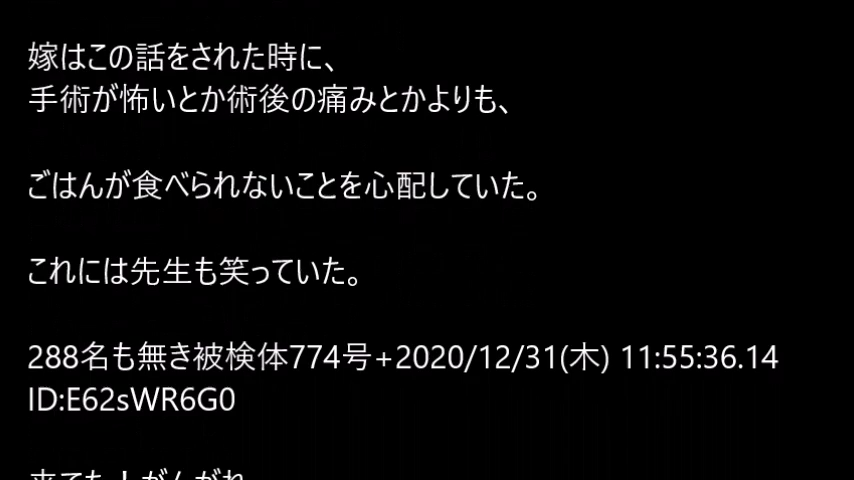 嫁はこの話をされた時に、
手術が怖いとか術後の痛みとかよりも、
ごはんが食べられないことを心配していた。
これには先生も笑っていた。
288名も無き被検体774号+2020/12/31(木) 11:55:36.14
ID:E62sWR6G0